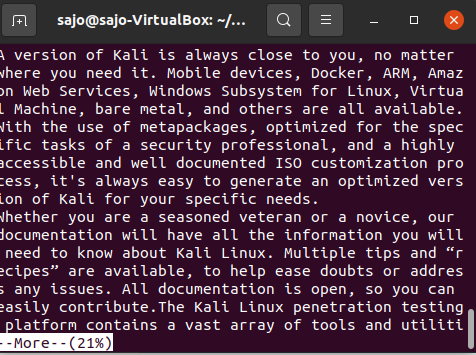 sajo@sajo-VirtualBox: ~/...
A version of Kali is always close to you, no matter
where you need it. Mobile devices, Docker, ARM, Amaz
on Web Services, Windows Subsystem for Linux, Virtua
l Machine, bare metal, and others are all available.
With the use of metapackages, optimized for the spec
ific tasks of a security professional, and a highly
accessible and well documented ISO customization pro
cess, it's always easy to generate an optimized vers
ion of Kali for your specific needs.
Whether you are a seasoned veteran or a novice, our
documentation will have all the information you will
 need to know about Kali Linux. Multiple tips and “r
ecipes” are available, to help ease doubts or addres
s any issues. All documentation is open, so you can
easily contribute.The Kali Linux penetration testing
 platform contains a vast array of tools and utiliti
--More--(21%)